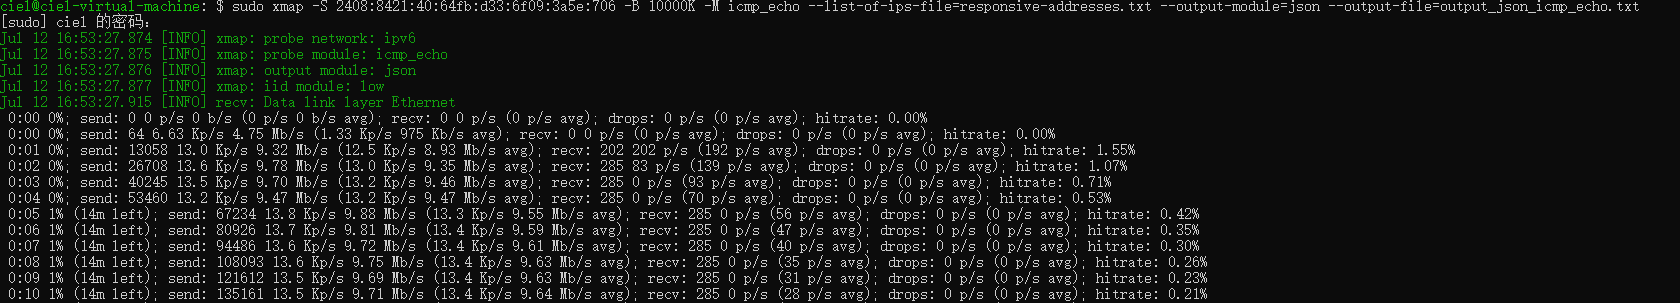 ciel@ciel-virtual-machine: $ sudo xmap -S 2408:8421:40:64fb:d33:6f09:3a5e:706 -B 10000K -M icmp_echo --list-of-ips-file=responsive-addresses.txt --output-module=json --output-file=output_json_icmp_echo.txt
[sudo] ciel 的密码:
Jul 12 16:53:27.874 [INFO] xmap: probe network: ipv6
Jul 12 16:53:27.875 [INFO] xmap: probe module: icmp_echo
Jul 12 16:53:27.876 [INFO] xmap: output module: json
Jul 12 16:53:27.877 [INFO] xmap: iid module: low
Jul 12 16:53:27.915 [INFO] recv: Data link layer Ethernet
0:00 0%; send: 0 0 p/s 0 b/s (0 p/s 0 b/s avg); recv: 0 0 p/s (0 p/s avg); drops: 0 p/s (0 p/s avg); hitrate: 0.00%
0:00 0%; send: 64 6.63 Kp/s 4.75 Mb/s (1.33 Kp/s 975 Kb/s avg); recv: 0 0 p/s (0 p/s avg); drops: 0 p/s (0 p/s avg); hitrate: 0.00%
0:01 0%; send: 13058 13.0 Kp/s 9.32 Mb/s (12.5 Kp/s 8.93 Mb/s avg); recv: 202 202 p/s (192 p/s avg); drops: 0 p/s (0 p/s avg); hitrate: 1.55%
0:02 0%; send: 26708 13.6 Kp/s 9.78 Mb/s (13.0 Kp/s 9.35 Mb/s avg); recv: 285 83 p/s (139 p/s avg); drops: 0 p/s (0 p/s avg); hitrate: 1.07%
0:03 0%; send: 40245 13.5 Kp/s 9.70 Mb/s (13.2 Kp/s 9.46 Mb/s avg); recv: 285 0 p/s (93 p/s avg); drops: 0 p/s (0 p/s avg); hitrate: 0.71%
0:04 0%; send: 53460 13.2 Kp/s 9.47 Mb/s (13.2 Kp/s 9.47 Mb/s avg); recv: 285 0 p/s (70 p/s avg); drops: 0 p/s (0 p/s avg); hitrate: 0.53%
0:05 1% (14m left); send: 67234 13.8 Kp/s 9.88 Mb/s (13.3 Kp/s 9.55 Mb/s avg); recv: 285 0 p/s (56 p/s avg); drops: 0 p/s (0 p/s avg); hitrate: 0.42%
0:06 1% (14m left); send: 80926 13.7 Kp/s 9.81 Mb/s (13.4 Kp/s 9.59 Mb/s avg); recv: 285 0 p/s (47 p/s avg); drops: 0 p/s (0 p/s avg); hitrate: 0.35%
0:07 1% (14m left); send: 94486 13.6 Kp/s 9.72 Mb/s (13.4 Kp/s 9.61 Mb/s avg); recv: 285 0 p/s (40 p/s avg); drops: 0 p/s (0 p/s avg); hitrate: 0.30%
0:08 1% (14m left); send: 108093 13.6 Kp/s 9.75 Mb/s (13.4 Kp/s 9.63 Mb/s avg); recv: 285 0 p/s (35 p/s avg); drops: 0 p/s (0 p/s avg); hitrate: 0.26%
0:09 1% (14m left); send: 121612 13.5 Kp/s 9.69 Mb/s (13.4 Kp/s 9.63 Mb/s avg); recv: 285 0 p/s (31 p/s avg); drops: 0 p/s (0 p/s avg); hitrate: 0.23%
0:10 1% (14m left); send: 135161 13.5 Kp/s 9.71 Mb/s (13.4 Kp/s 9.64 Mb/s avg); recv: 285 0 p/s (28 p/s avg); drops: 0 p/s (0 p/s avg); hitrate: 0.21%